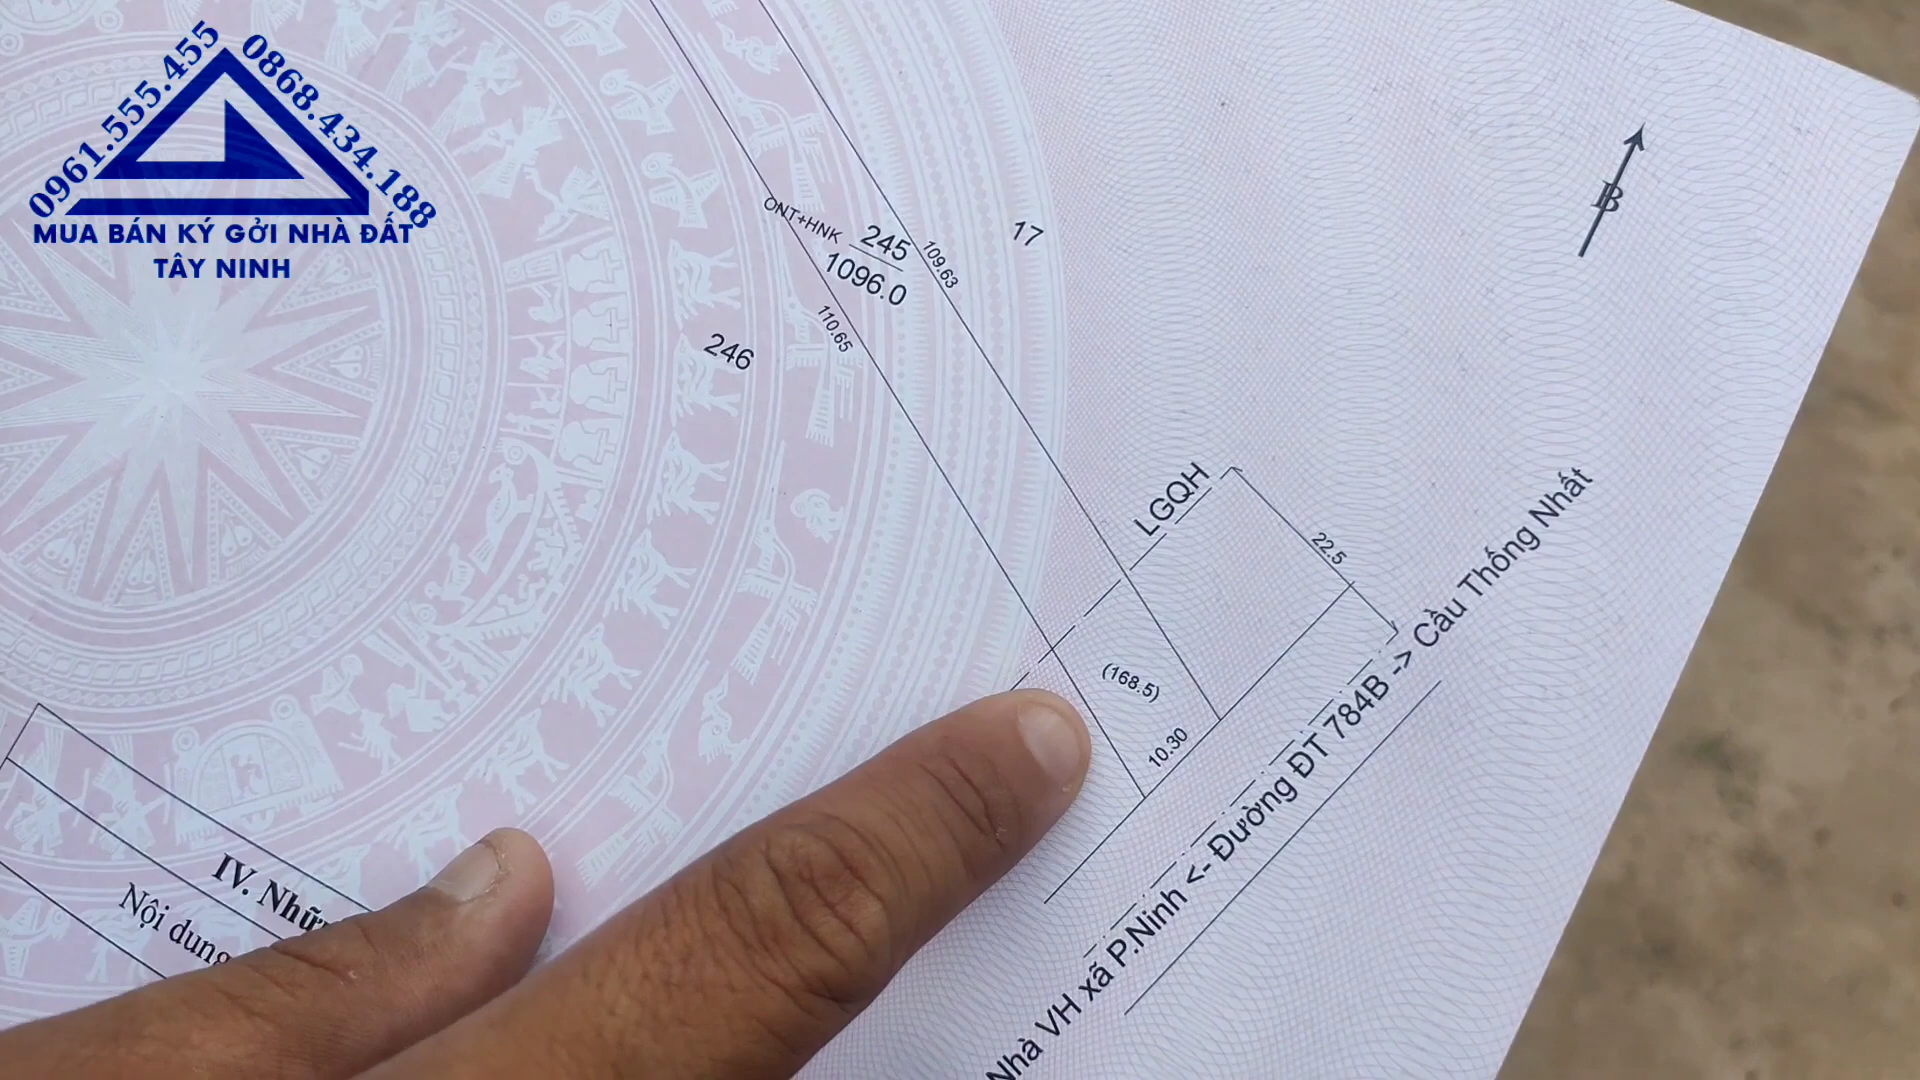 0961.555.455
0868.434.188
MUA BÁN KÝ GỞI NHÀ ĐẤT
TÂY NINH
B
ONT+HNK
245
1096.0
109.63
17
110.65
246
LGQH
22.5
(168.5)
10.30
Nhà VH xã P.Ninh <- Đường ĐT 784B -> Cầu Thống Nhất
IV. Nhữ
Nội dung